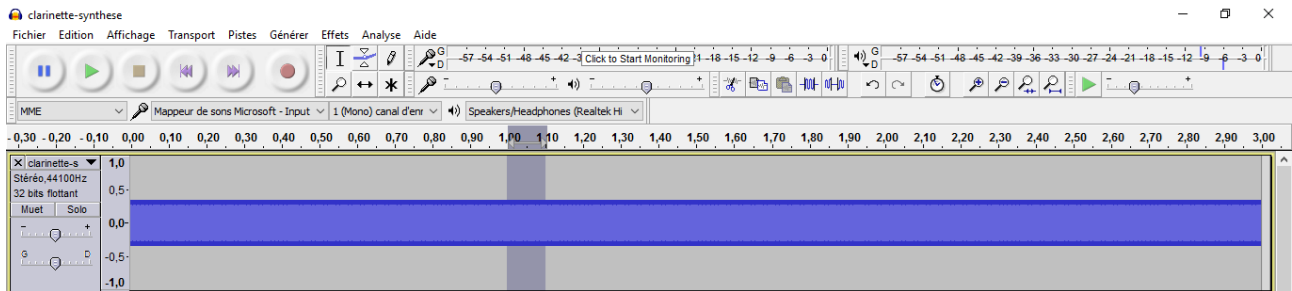 clarinette-synthese
Fichier Edition Affichage Transport Pistes Générer Effets Analyse Aide
G D -57 -54 -51 -48 -45 -42 -3 Click to Start Monitoring 1 -18 -15 -12 -9 -6 -3 0 G D -57 -54 -51 -48 -45 -42 -39 -36 -33 -30 -27 -24 -21 -18 -15 -12 -9 -6 -3 0
- + - + - +
MME Mappeur de sons Microsoft - Input 1 (Mono) canal d'enr Speakers/Headphones (Realtek Hi
-0,30 -0,20 -0,10 0,00 0,10 0,20 0,30 0,40 0,50 0,60 0,70 0,80 0,90 1,00 1,10 1,20 1,30 1,40 1,50 1,60 1,70 1,80 1,90 2,00 2,10 2,20 2,30 2,40 2,50 2,60 2,70 2,80 2,90 3,00
clarinette-s 1,0
Stéréo,44100Hz
32 bits flottant 0,5-
Muet Solo
- + 0,0-
G D -0,5-
-1,0